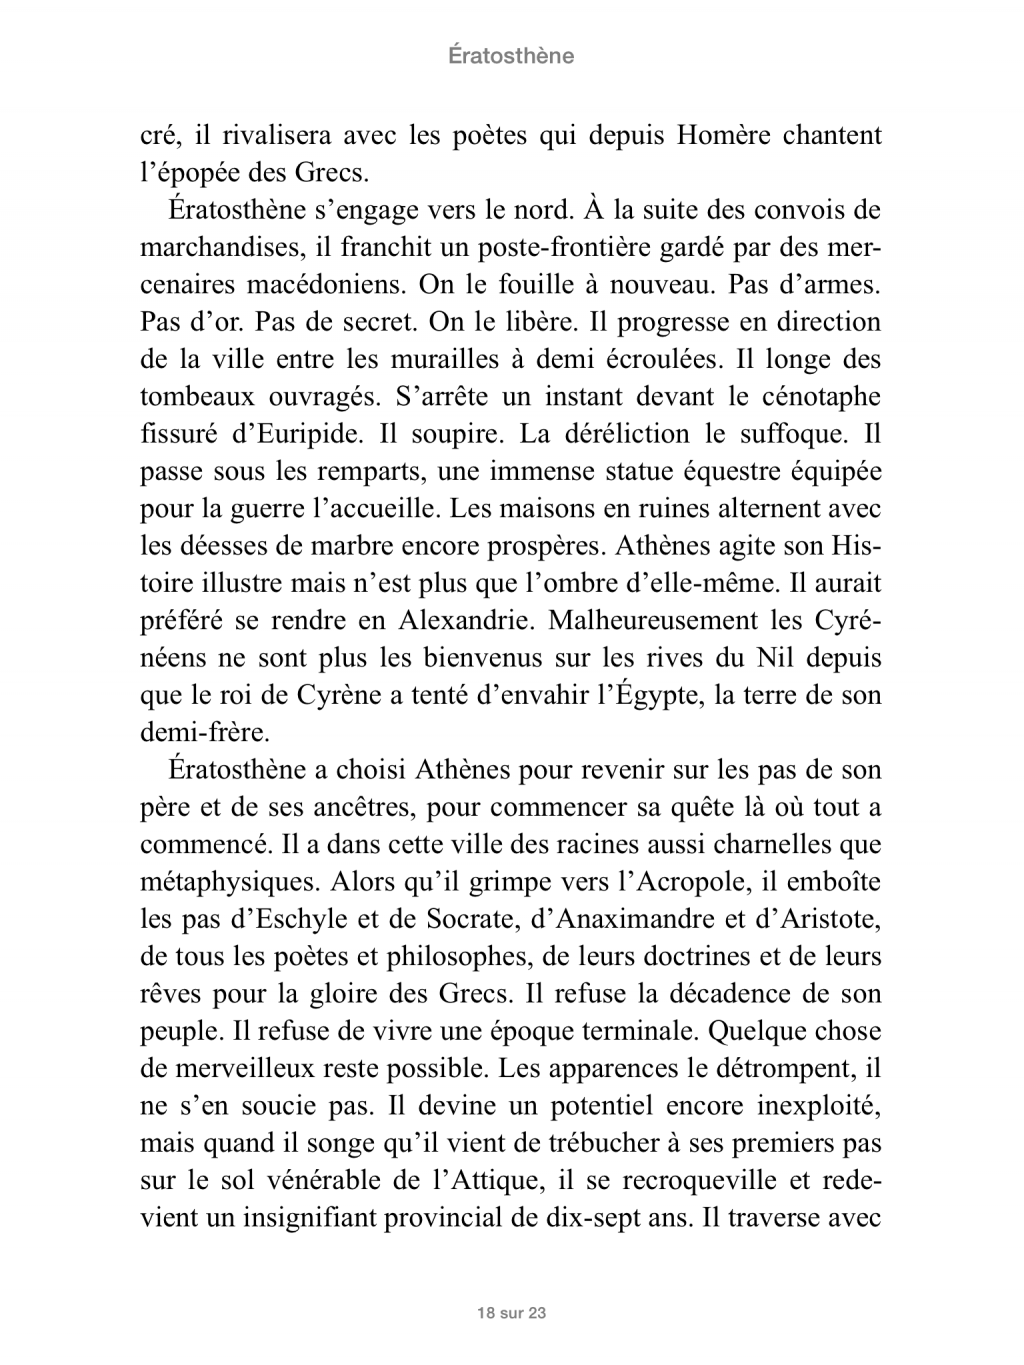 Ératosthène
cré, il rivalisera avec les poètes qui depuis Homère chantent
l’épopée des Grecs.
Ératosthène s’engage vers le nord. À la suite des convois de
marchandises, il franchit un poste-frontière gardé par des mer-
cenaires macédoniens. On le fouille à nouveau. Pas d’armes.
Pas d’or. Pas de secret. On le libère. Il progresse en direction
de la ville entre les murailles à demi écroulées. Il longe des
tombeaux ouvragés. S’arrête un instant devant le cénotaphe
fissuré d’Euripide. Il soupire. La déréliction le suffoque. Il
passe sous les remparts, une immense statue équestre équipée
pour la guerre l’accueille. Les maisons en ruines alternent avec
les déesses de marbre encore prospères. Athènes agite son His-
toire illustre mais n’est plus que l’ombre d’elle-même. Il aurait
préféré se rendre en Alexandrie. Malheureusement les Cyré-
néens ne sont plus les bienvenus sur les rives du Nil depuis
que le roi de Cyrène a tenté d’envahir l’Égypte, la terre de son
demi-frère.
Ératosthène a choisi Athènes pour revenir sur les pas de son
père et de ses ancêtres, pour commencer sa quête là où tout a
commencé. Il a dans cette ville des racines aussi charnelles que
métaphysiques. Alors qu’il grimpe vers l’Acropole, il emboîte
les pas d’Eschyle et de Socrate, d’Anaximandre et d’Aristote,
de tous les poètes et philosophes, de leurs doctrines et de leurs
rêves pour la gloire des Grecs. Il refuse la décadence de son
peuple. Il refuse de vivre une époque terminale. Quelque chose
de merveilleux reste possible. Les apparences le détrompent, il
ne s’en soucie pas. Il devine un potentiel encore inexploité,
mais quand il songe qu’il vient de trébucher à ses premiers pas
sur le sol vénérable de l’Attique, il se recroqueville et rede-
vient un insignifiant provincial de dix-sept ans. Il traverse avec
18 sur 23